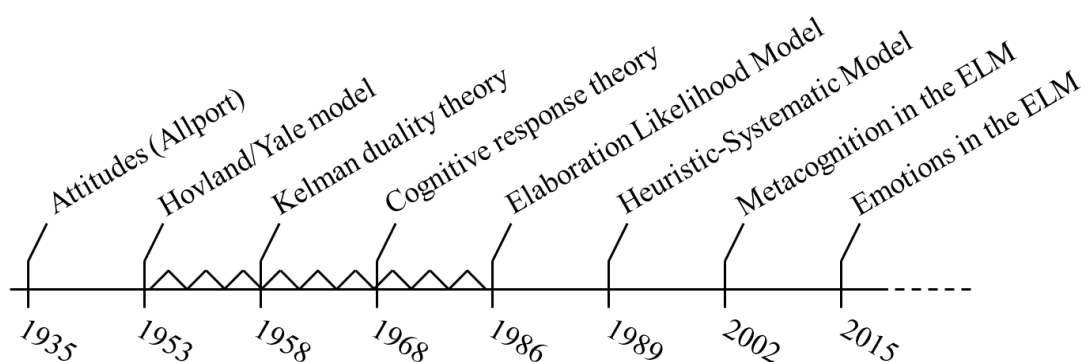 Attitudes (Allport)
Hovland/Yale model
Kelman duality theory
Cognitive response theory
Elaboration Likelihood Model
Heuristic-Systematic Model
Metacognition in the ELM
Emotions in the ELM
1935
1953
1958
1968
1986
1989
2002
2015